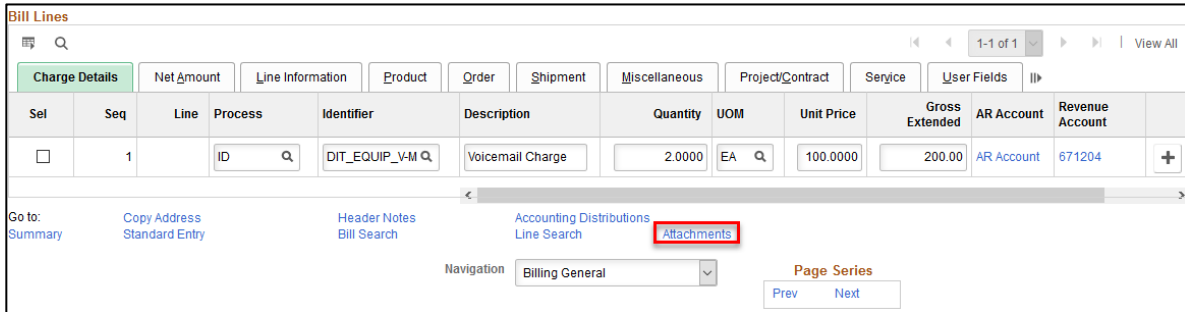 Bill Lines
1-1 of 1 View All
Charge Details Net Amount Line Information Product Order Shipment Miscellaneous Project/Contract Service User Fields
Sel Seq Line Process Identifier Description Quantity UOM Unit Price Gross Extended AR Account Revenue Account
1 ID DIT_EQUIP_V-M Voicemail Charge 2.0000 EA 100.0000 200.00 AR Account 671204 +
Go to: Copy Address Header Notes Accounting Distributions
Summary Standard Entry Bill Search Line Search Attachments
Navigation Billing General Page Series
Prev Next